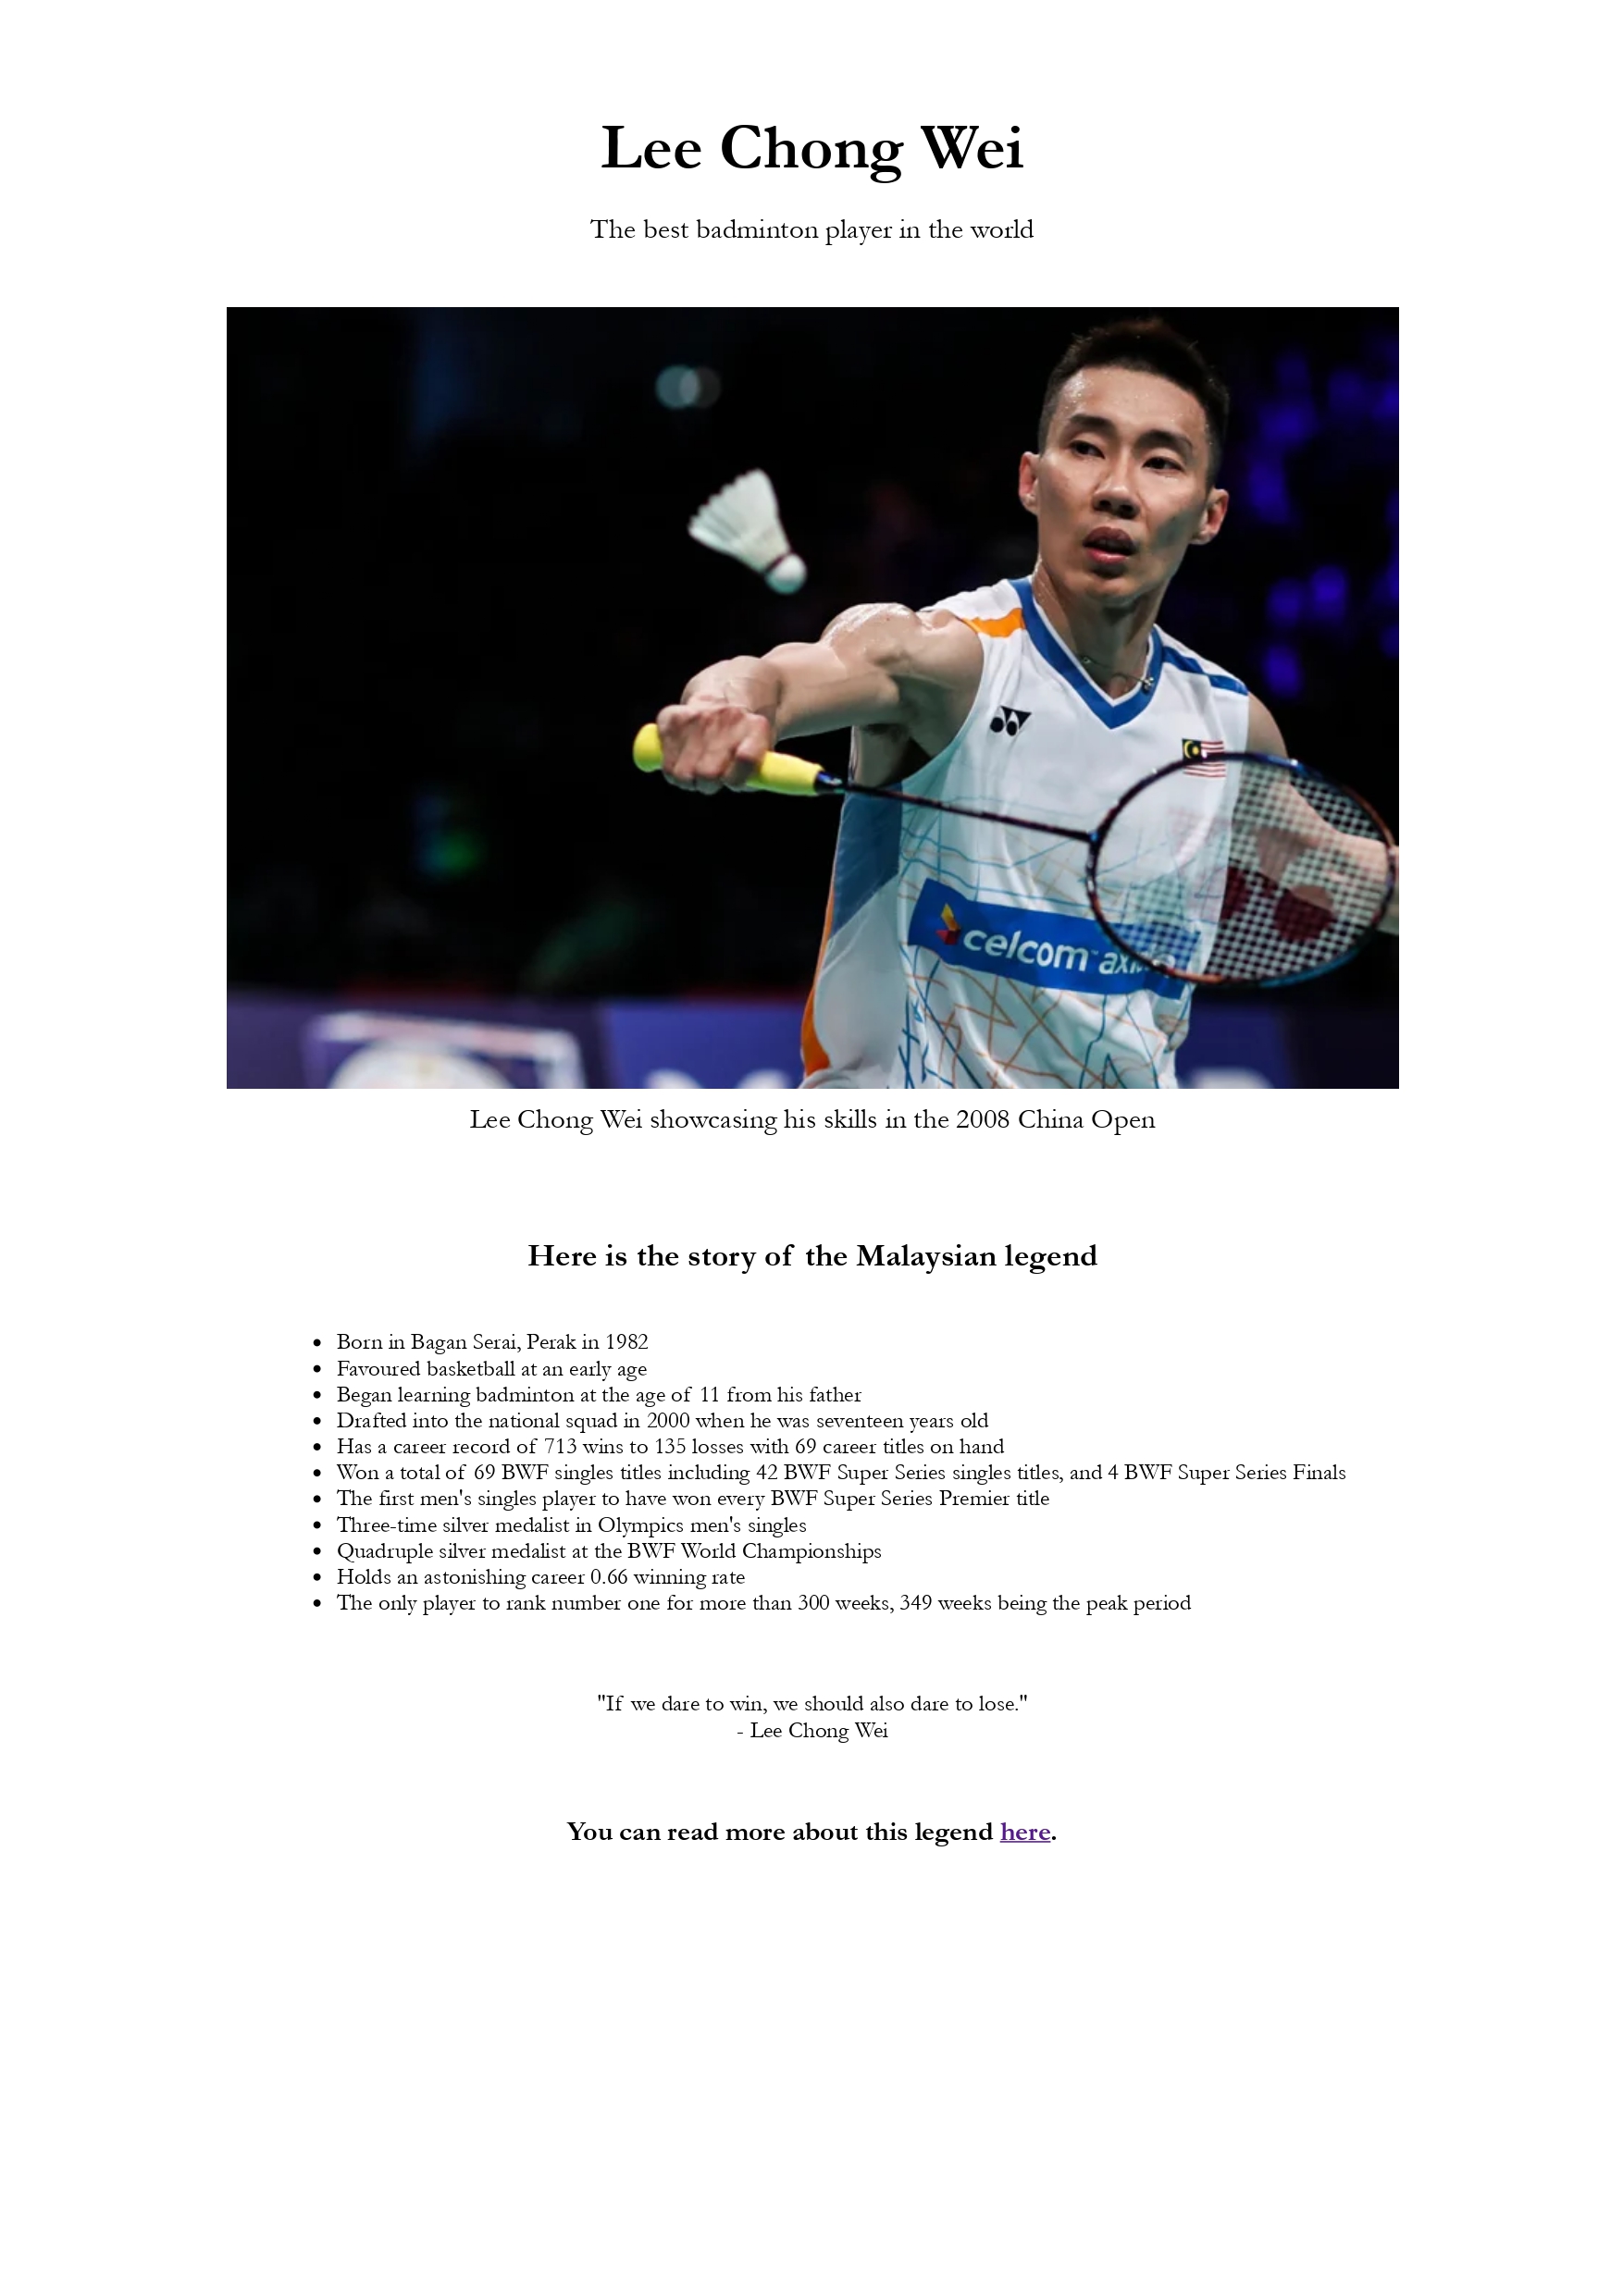 Lee Chong Wei
The best badminton player in the world
celcom
Lee Chong Wei showcasing his skills in the 2008 China Open
Here is the story of the Malaysian legend
• Born in Bagan Serai, Perak in 1982
• Favoured basketball at an early age
• Began learning badminton at the age of 11 from his father
• Drafted into the national squad in 2000 when he was seventeen years old
• Has a career record of 713 wins to 135 losses with 69 career titles on hand
• Won a total of 69 BWF singles titles including 42 BWF Super Series singles titles, and 4 BWF Super Series Finals
• The first men's singles player to have won every BWF Super Series Premier title
• Three-time silver medalist in Olympics men's singles
• Quadruple silver medalist at the BWF World Championships
• Holds an astonishing career 0.66 winning rate
• The only player to rank number one for more than 300 weeks, 349 weeks being the peak period
"If we dare to win, we should also dare to lose."
- Lee Chong Wei
You can read more about this legend here.